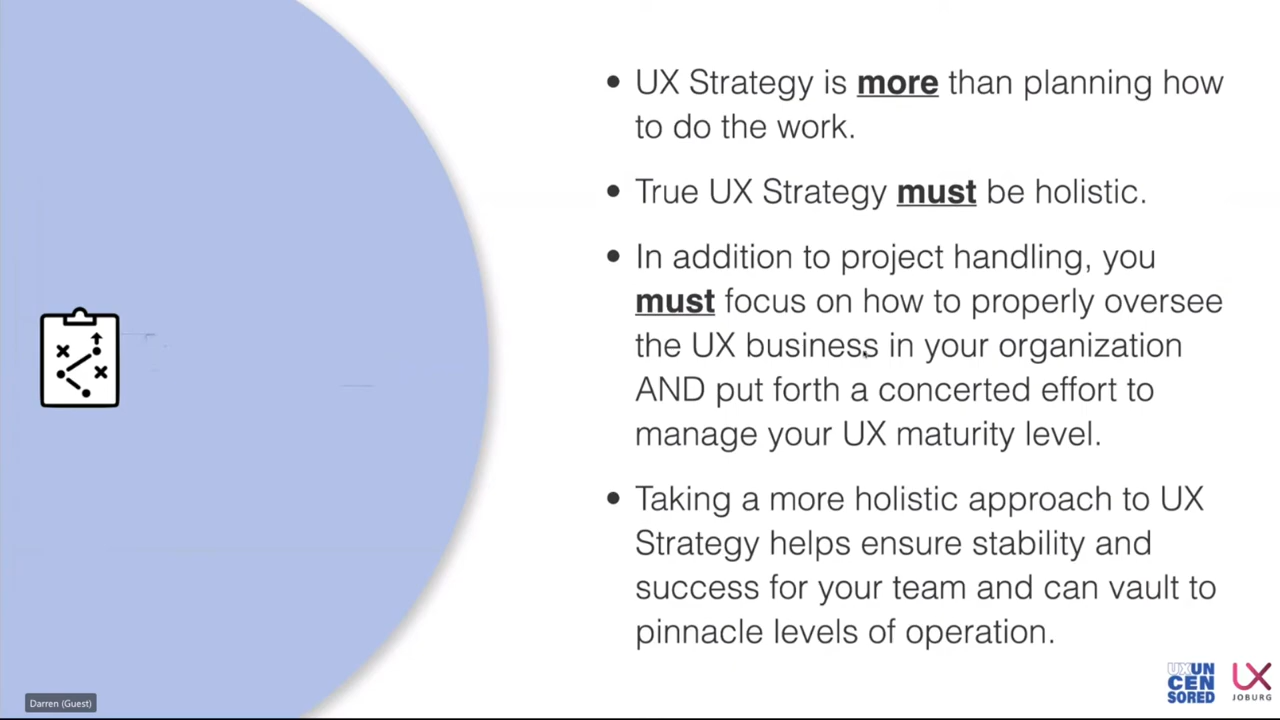 • UX Strategy is more than planning how
to do the work.
• True UX Strategy must be holistic.
• In addition to project handling, you
must focus on how to properly oversee
the UX business in your organization
AND put forth a concerted effort to
manage your UX maturity level.
• Taking a more holistic approach to UX
Strategy helps ensure stability and
success for your team and can vault to
pinnacle levels of operation.
UXUN
CEN
SORED
UX
JOBURG
Darren (Guest)